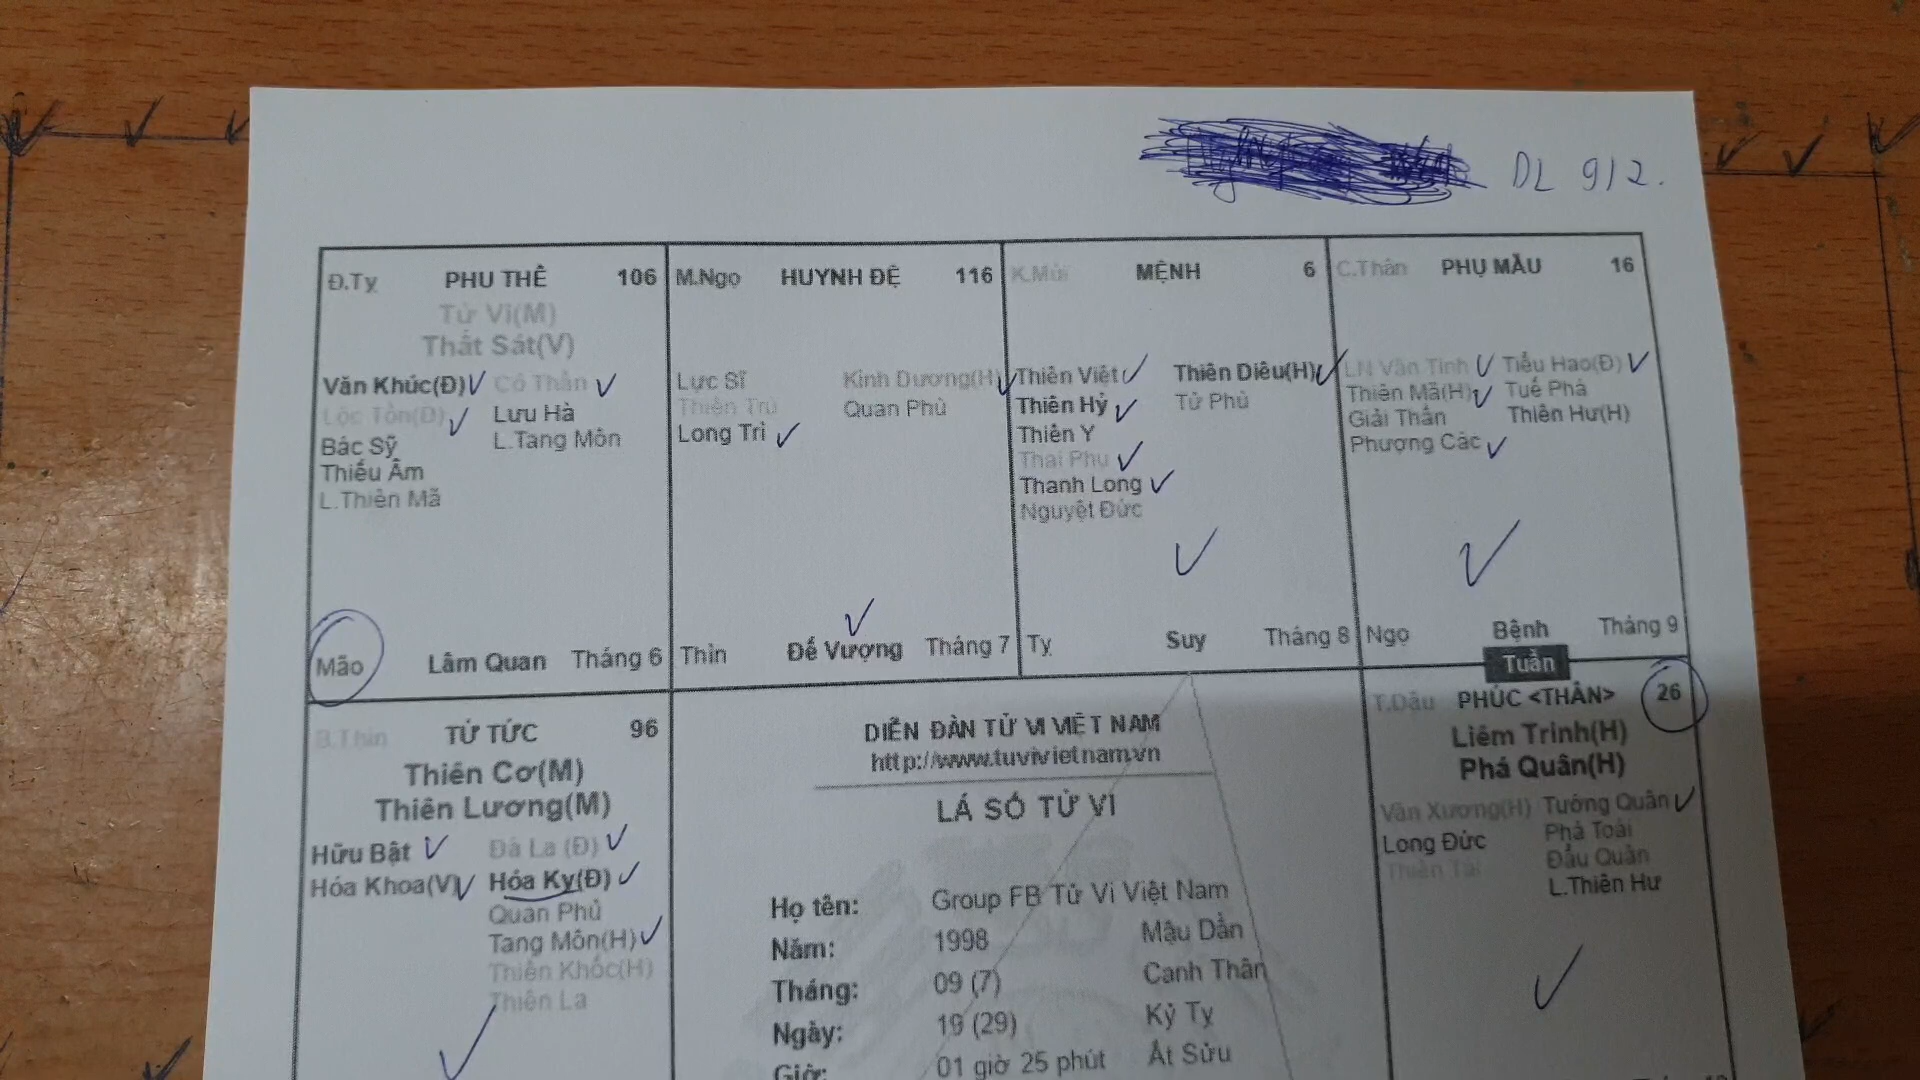 DL 9/2.
Đ.Tỵ PHU THÊ 106
Tử Vi(M)
Thất Sát(V)
Văn Khúc(Đ) Cô Thần
Lộc Tồn(Đ) Lưu Hà
Bác Sỹ L.Tang Môn
Thiếu Âm
L.Thiên Mã
Mão Lâm Quan Tháng 6
M.Ngọ HUYNH ĐỆ 116
Lực Sĩ Kình Dương(H)
Thiên Trù Quan Phù
Long Trì
Thìn Đế Vượng Tháng 7
K.Mùi MỆNH 6
Thiên Việt Thiên Diêu(H)
Thiên Hỷ Tử Phù
Thiên Y
Thai Phụ
Thanh Long
Nguyệt Đức
Tỵ Suy Tháng 8
C.Thân PHỤ MẪU 16
LN Văn Tinh Tiểu Hao(Đ)
Thiên Mã(H) Tuế Phá
Giải Thần Thiên Hư(H)
Phượng Các
Ngọ Bệnh Tháng 9
Tuần
B.Thìn TỬ TỨC 96
Thiên Cơ(M)
Thiên Lương(M)
Hữu Bật Đà La (Đ)
Hóa Khoa(V) Hóa Kỵ(Đ)
Quan Phủ
Tang Môn(H)
Thiên Khốc(H)
Thiên La
DIỄN ĐÀN TỬ VI VIỆT NAM
http://www.tuvivietnam.vn
LÁ SỐ TỬ VI
Họ tên: Group FB Tử Vi Việt Nam
Năm: 1998 Mậu Dần
Tháng: 09 (7) Canh Thân
Ngày: 19 (29) Kỷ Tỵ
Giờ: 01 giờ 25 phút Ất Sửu
T.Dậu PHÚC <THÂN> 26
Liêm Trinh(H)
Phá Quân(H)
Văn Xương(H) Tướng Quân
Long Đức Phá Toái
Thiên Tài Đẩu Quân
L.Thiên Hư